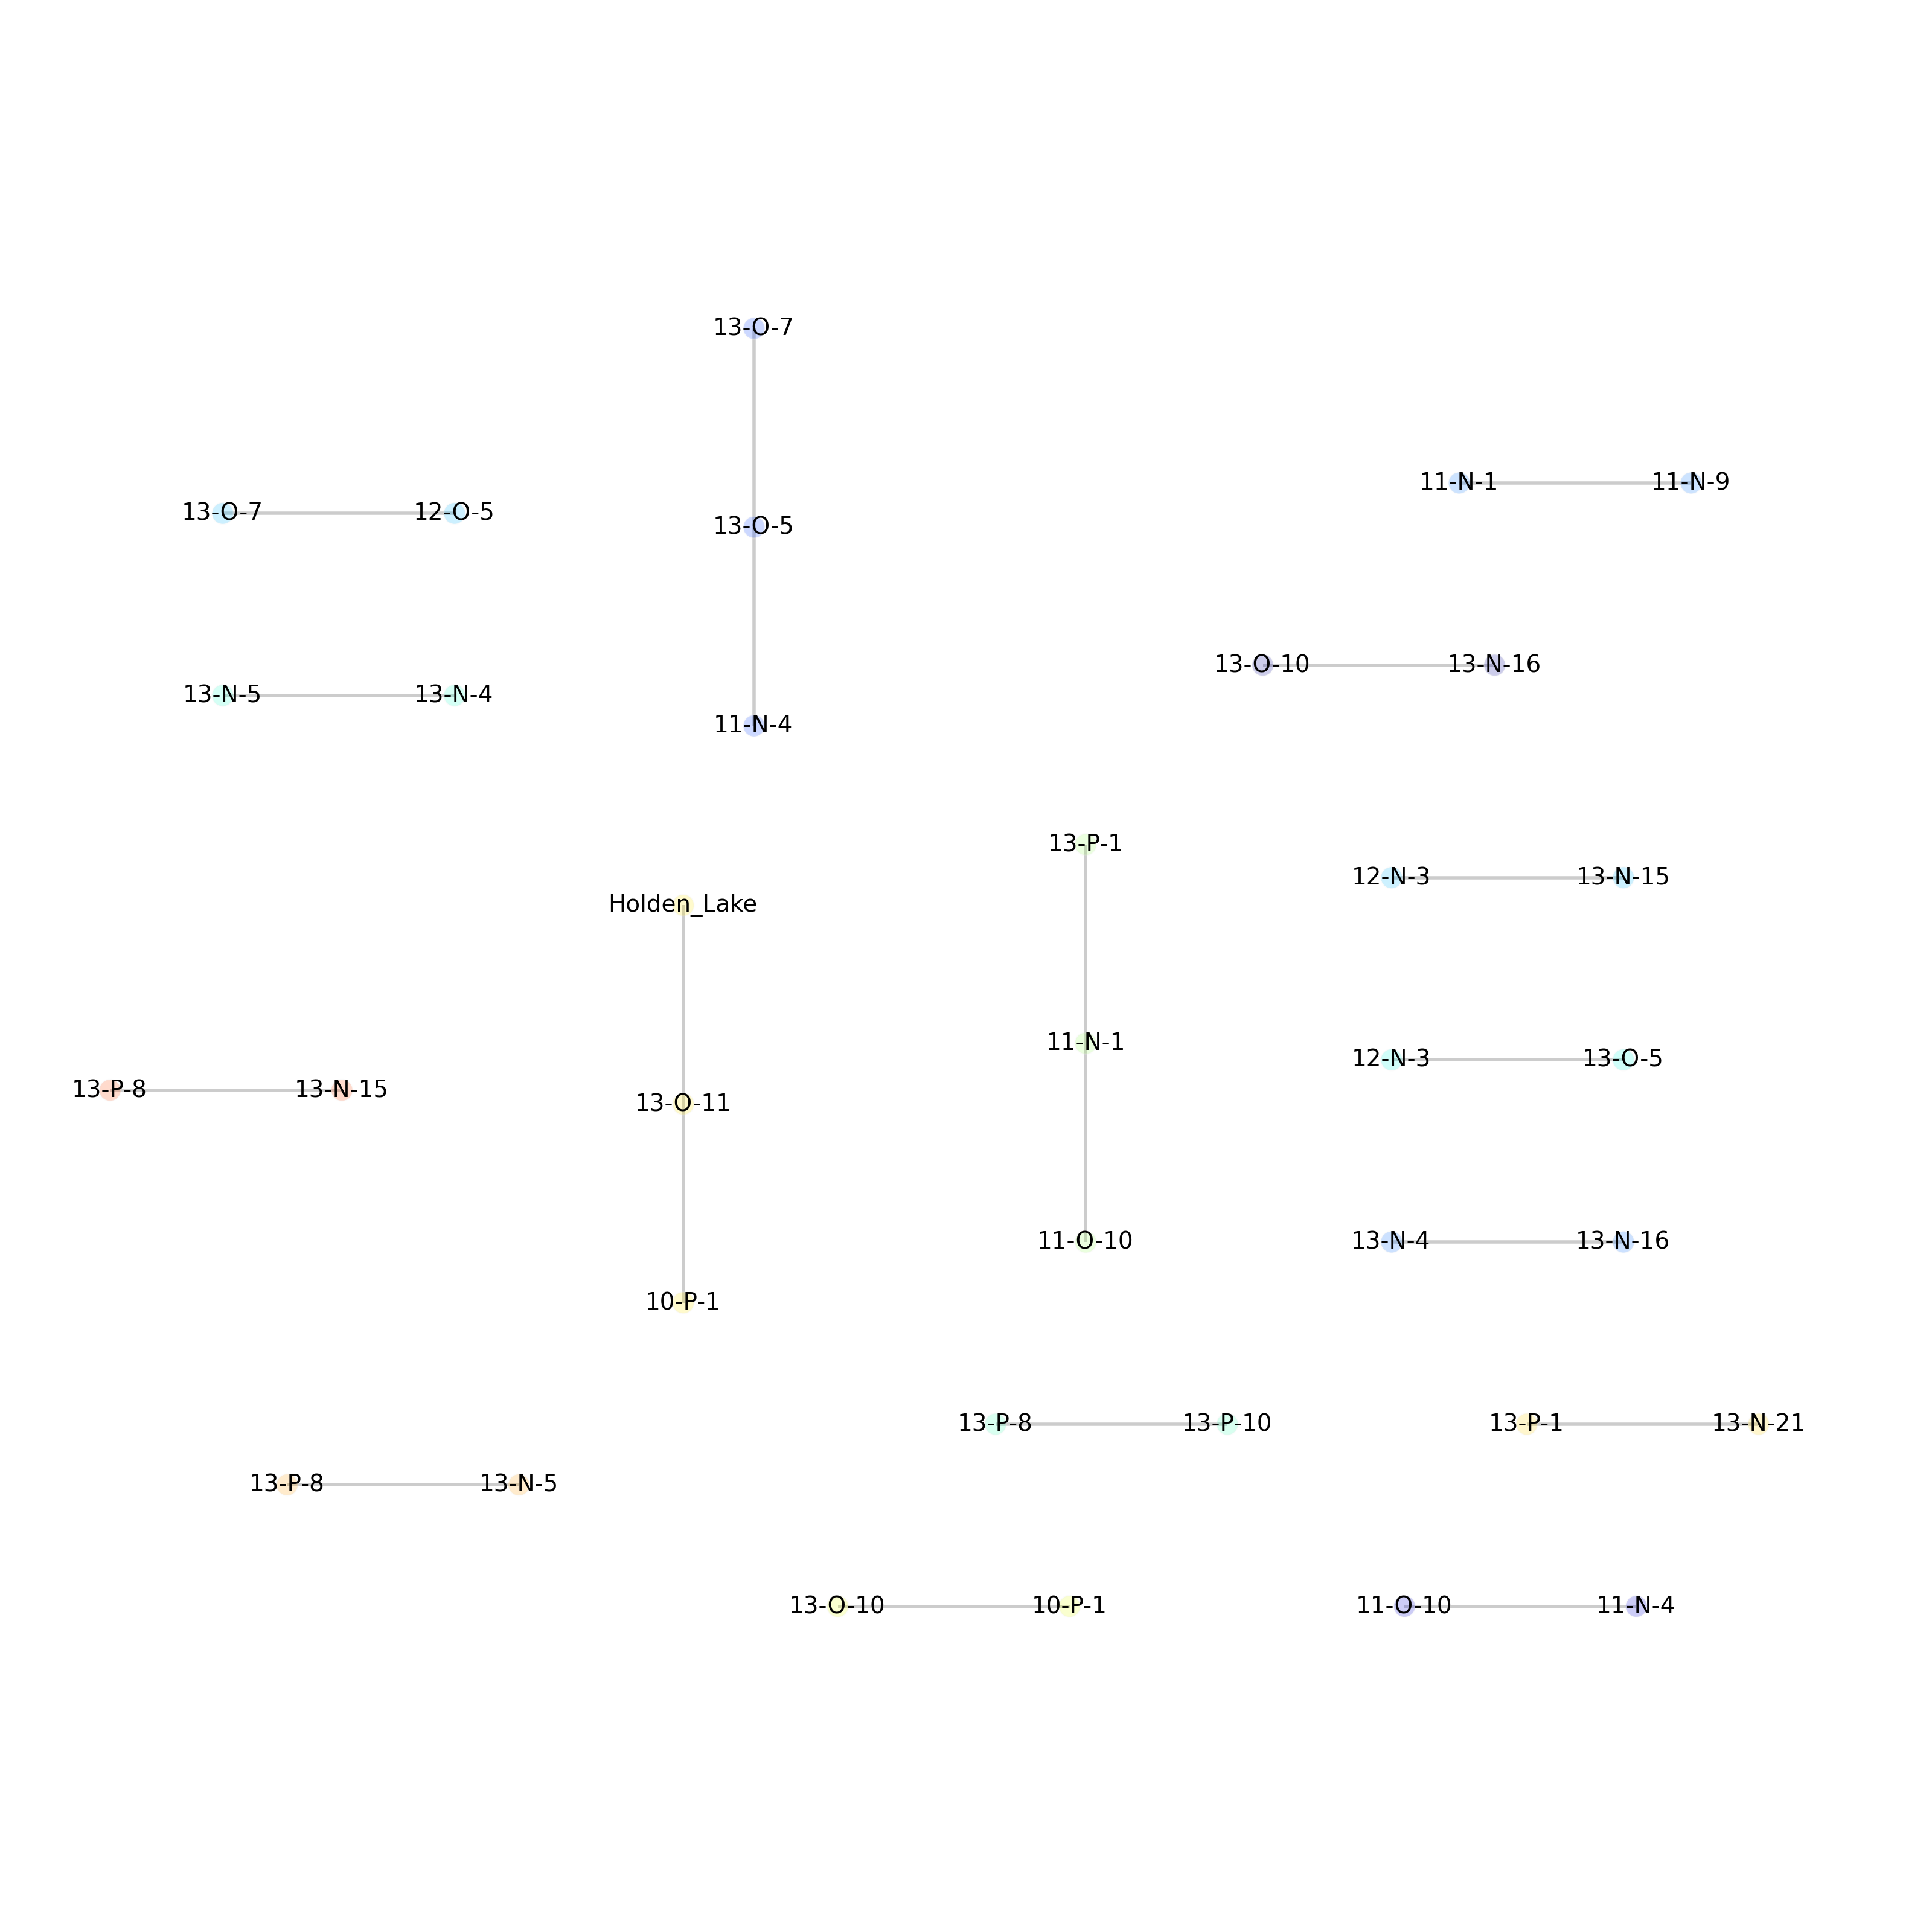 13-O-7
11-N-1 11-N-9
13-O-7 12-O-5
13-O-5
13-O-10 13-N-16
13-N-5 13-N-4
11-N-4
13-P-1
12-N-3 13-N-15
Holden_Lake
11-N-1
12-N-3 13-O-5
13-P-8 13-N-15
13-O-11
11-O-10
13-N-4 13-N-16
10-P-1
13-P-8 13-P-10
13-P-1 13-N-21
13-P-8 13-N-5
13-O-10 10-P-1
11-O-10 11-N-4